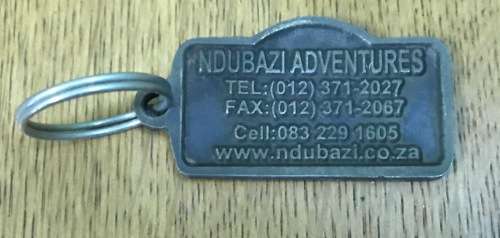 NDUBAZI ADVENTURES
TEL:(012) 371-2027
FAX:(012) 371-2067
Cell:083 229 1605
www.ndubazi.co.za